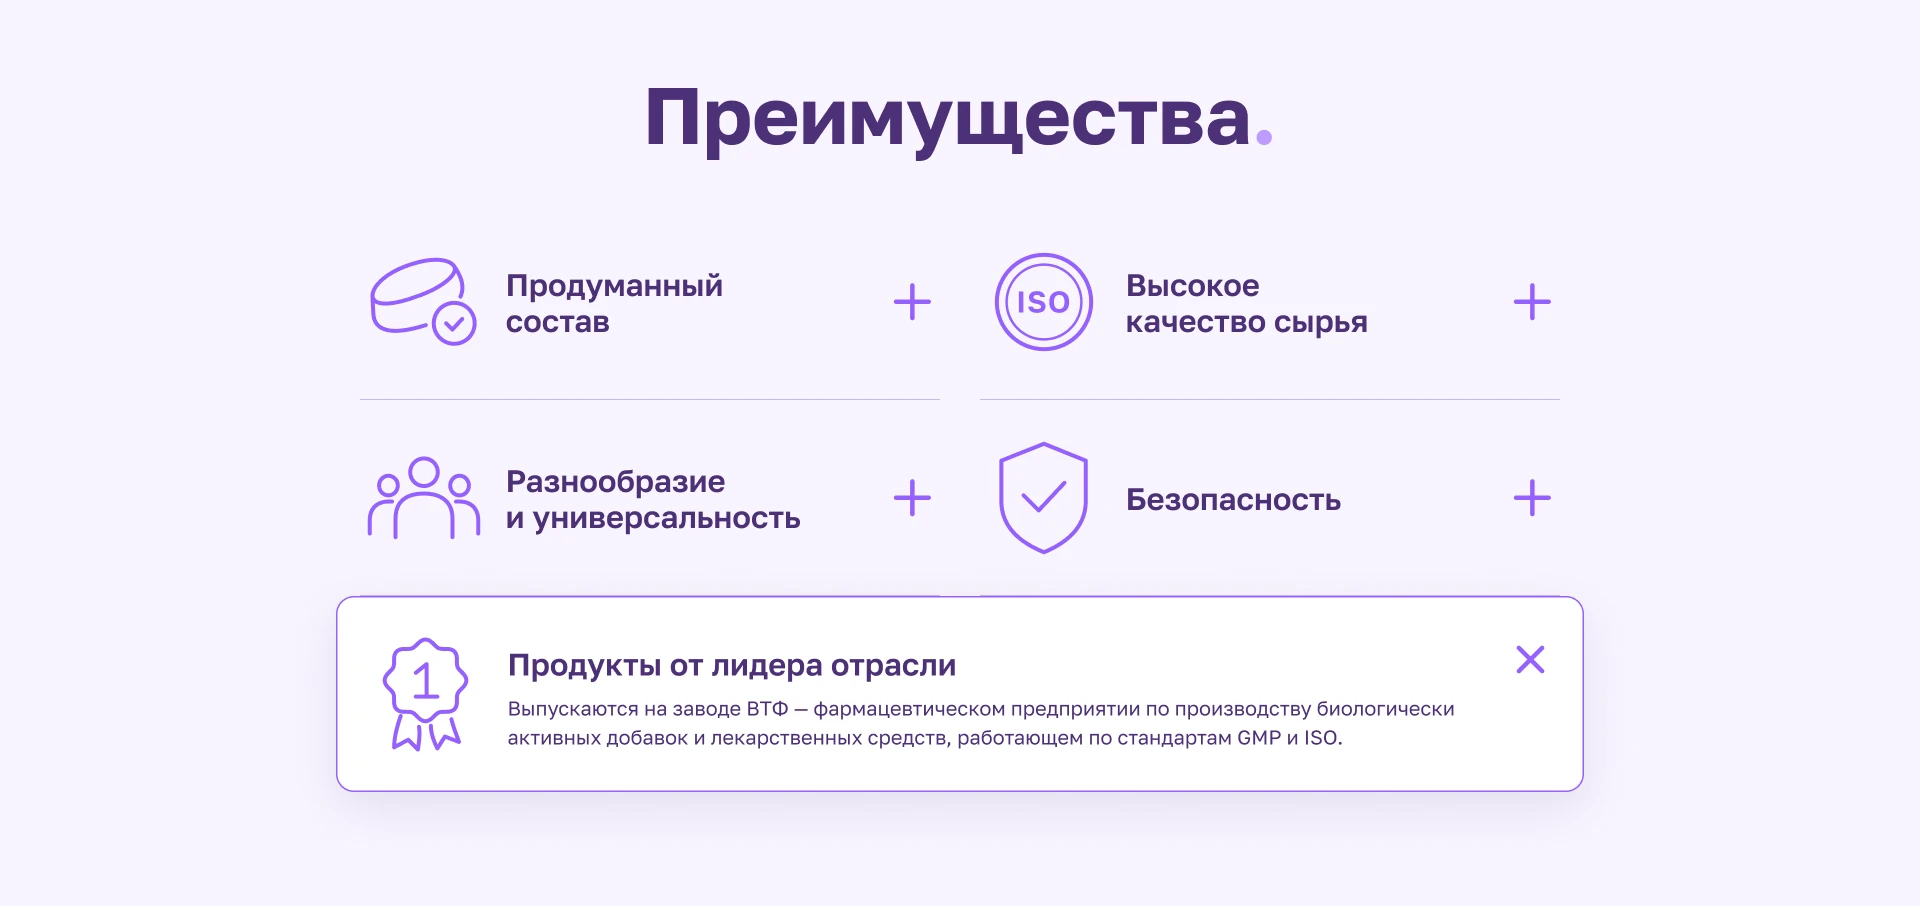 Преимущества.
Продуманный
состав
ISO
Высокое
качество сырья
Разнообразие
и универсальность
Безопасность
1
Продукты от лидера отрасли
Выпускаются на заводе ВТФ — фармацевтическом предприятии по производству биологически
активных добавок и лекарственных средств, работающем по стандартам GMP и ISO.